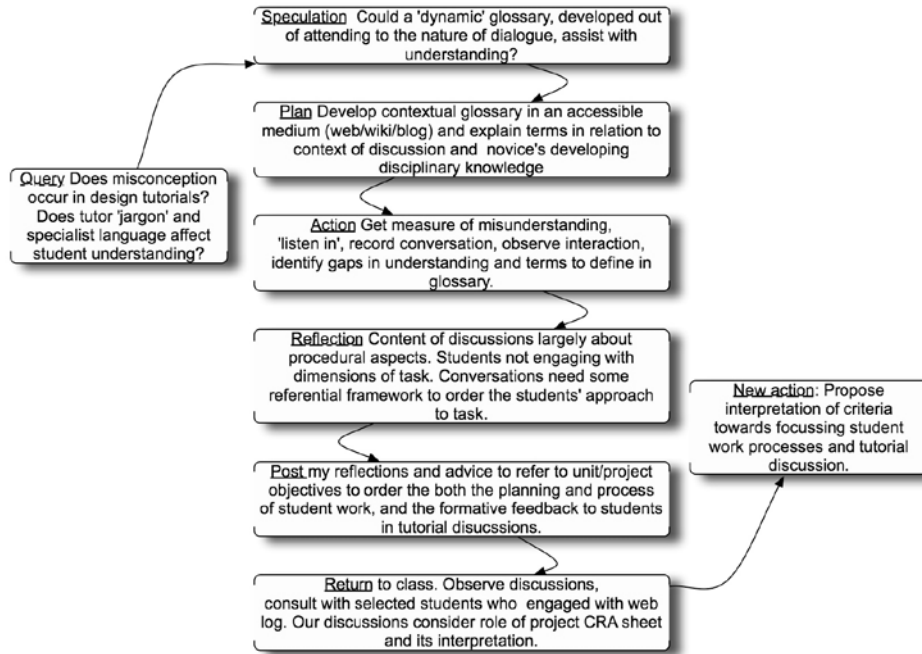 Speculation Could a 'dynamic' glossary, developed out
of attending to the nature of dialogue, assist with
understanding?
Plan Develop contextual glossary in an accessible
medium (web/wiki/blog) and explain terms in relation to
context of discussion and novice's developing
disciplinary knowledge
Query Does misconception
occur in design tutorials?
Does tutor 'jargon' and
specialist language affect
student understanding?
Action Get measure of misunderstanding,
'listen in', record conversation, observe interaction,
identify gaps in understanding and terms to define in
glossary.
Reflection Content of discussions largely about
procedural aspects. Students not engaging with
dimensions of task. Conversations need some
referential framework to order the students' approach
to task.
New action: Propose
interpretation of criteria
towards focussing student
work processes and tutorial
discussion.
Post my reflections and advice to refer to unit/project
objectives to order the both the planning and process
of student work, and the formative feedback to students
in tutorial disucssions.
Return to class. Observe discussions,
consult with selected students who engaged with web
log. Our discussions consider role of project CRA sheet
and its interpretation.